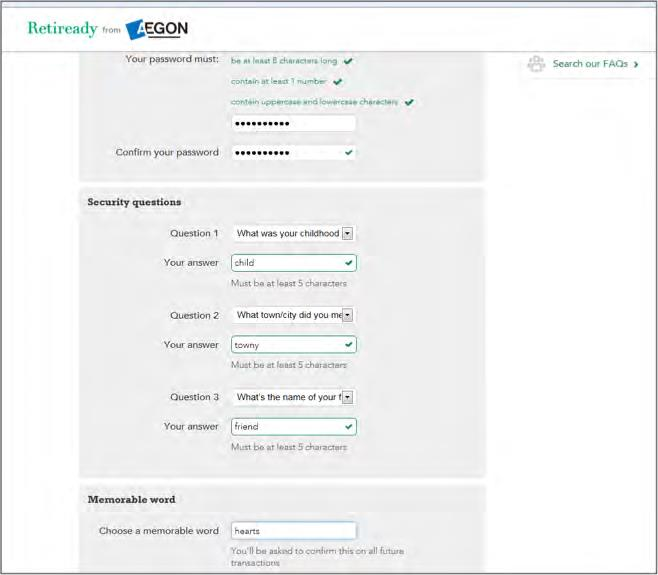 Retiready from AEGON
Your password must: be at least 8 characters long
Search our FAQs
contain at least 1 number
contain uppercase and lowercase characters
••••••••••
Confirm your password ••••••••••
Security questions
Question 1 What was your childhood
Your answer child
Must be at least 5 characters
Question 2 What town/city did you me
Your answer towny
Must be at least 5 characters
Question 3 What's the name of your f
Your answer friend
Must be at least 5 characters
Memorable word
Choose a memorable word hearts
You'll be asked to confirm this on all future
transactions